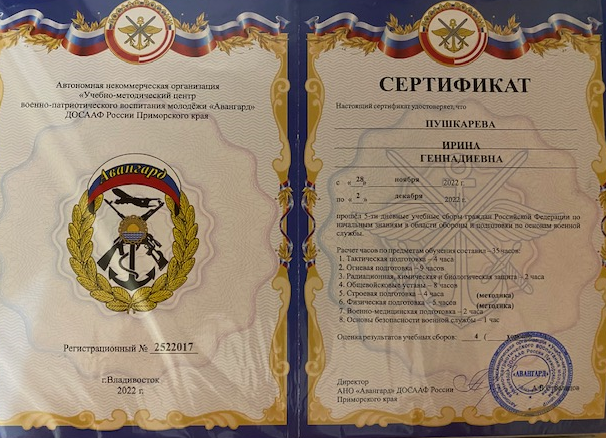 Автономная некоммерческая организация
«Учебно-методический центр
военно-патриотического воспитания молодёжи «Авангард»
ДОСААФ России Приморского края
Авангард
Регистрационный № 2522017
г.Владивосток
2022 г.
СЕРТИФИКАТ
Настоящий сертификат удостоверяет, что
ПУШКАРЕВА
ИРИНА
ГЕННАДИЕВНА
с « 28» ноября 2022 г.
по « 2 » декабря 2022 г.
прошёл 5-ти дневные учебные сборы граждан Российской Федерации по
начальным знаниям в области обороны и подготовки по основам военной
службы.
Расчет часов по предметам обучения составил – 35 часов:
1. Тактическая подготовка – 4 часа
2. Огневая подготовка – 9 часов
3. Радиационная, химическая и биологическая защита – 2 часа
4. Общевойсковые уставы – 8 часов
5. Строевая подготовка – 4 часа (методика)
6. Физическая подготовка – 5 часов (методика)
7. Военно-медицинская подготовка – 2 часа
8. Основы безопасности военной службы – 1 час
Оценка результатов учебных сборов: 4 (
Директор
АНО «Авангард» ДОСААФ России
Приморского края
«АВАНГАРД»